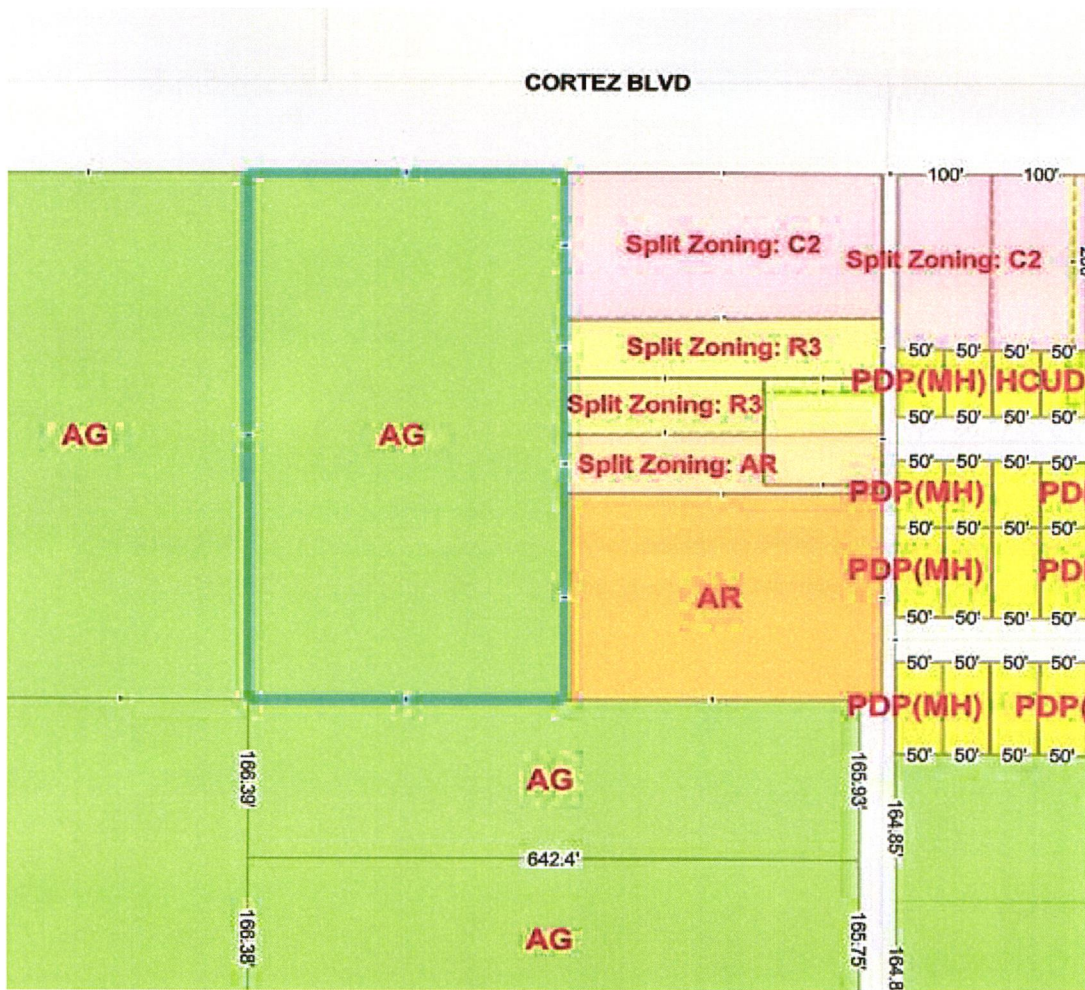 CORTEZ BLVD
100' 100'
Split Zoning: C2
Split Zoning: C2
Split Zoning: R3
50' 50' 50' 50'
PDP(MH) HCUD
Split Zoning: R3
50' 50' 50' 50'
AG
AG
Split Zoning: AR
50' 50' 50' 50'
PDP(MH)
50' 50' 50' 50'
PDP(MH)
AR
50' 50' 50' 50'
50' 50' 50' 50'
PDP(MH) PDP(
50' 50' 50' 50'
166.39'
AG
165.93'
164.85'
642.4'
166.38'
AG
165.75'
164.8